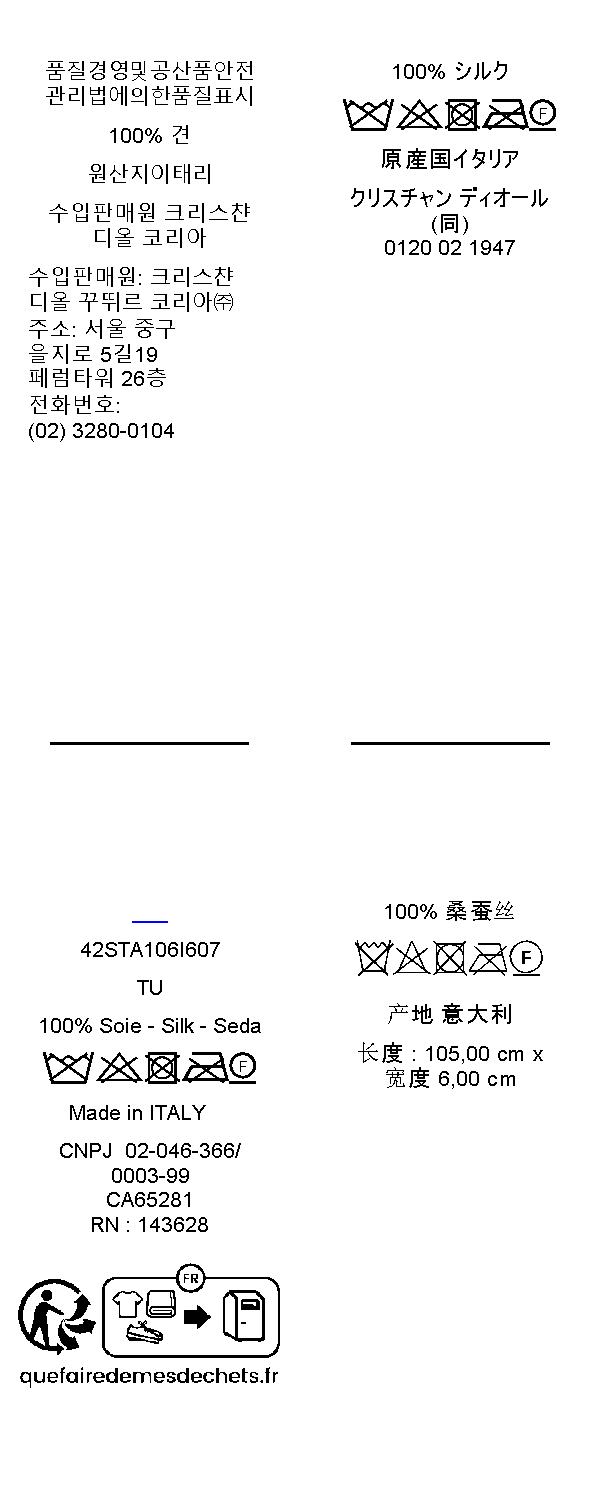 품질경영및공산품안전
관리법에의한품질표시
100% 견
원산지이태리
수입판매원 크리스챤
디올 코리아
수입판매원: 크리스챤
디올 꾸뛰르 코리아㈜
주소: 서울 중구
을지로 5길19
페럼타워 26층
전화번호:
(02) 3280-0104
100% シルク
F
原産国イタリア
クリスチャン ディオール
(同)
0120 02 1947
42STA106I607
TU
100% Soie - Silk - Seda
F
Made in ITALY
CNPJ 02-046-366/
0003-99
CA65281
RN : 143628
FR
quefairedemesdechets.fr
100% 桑蚕丝
F
产地 意大利
长度 : 105,00 cm x
宽度 6,00 cm